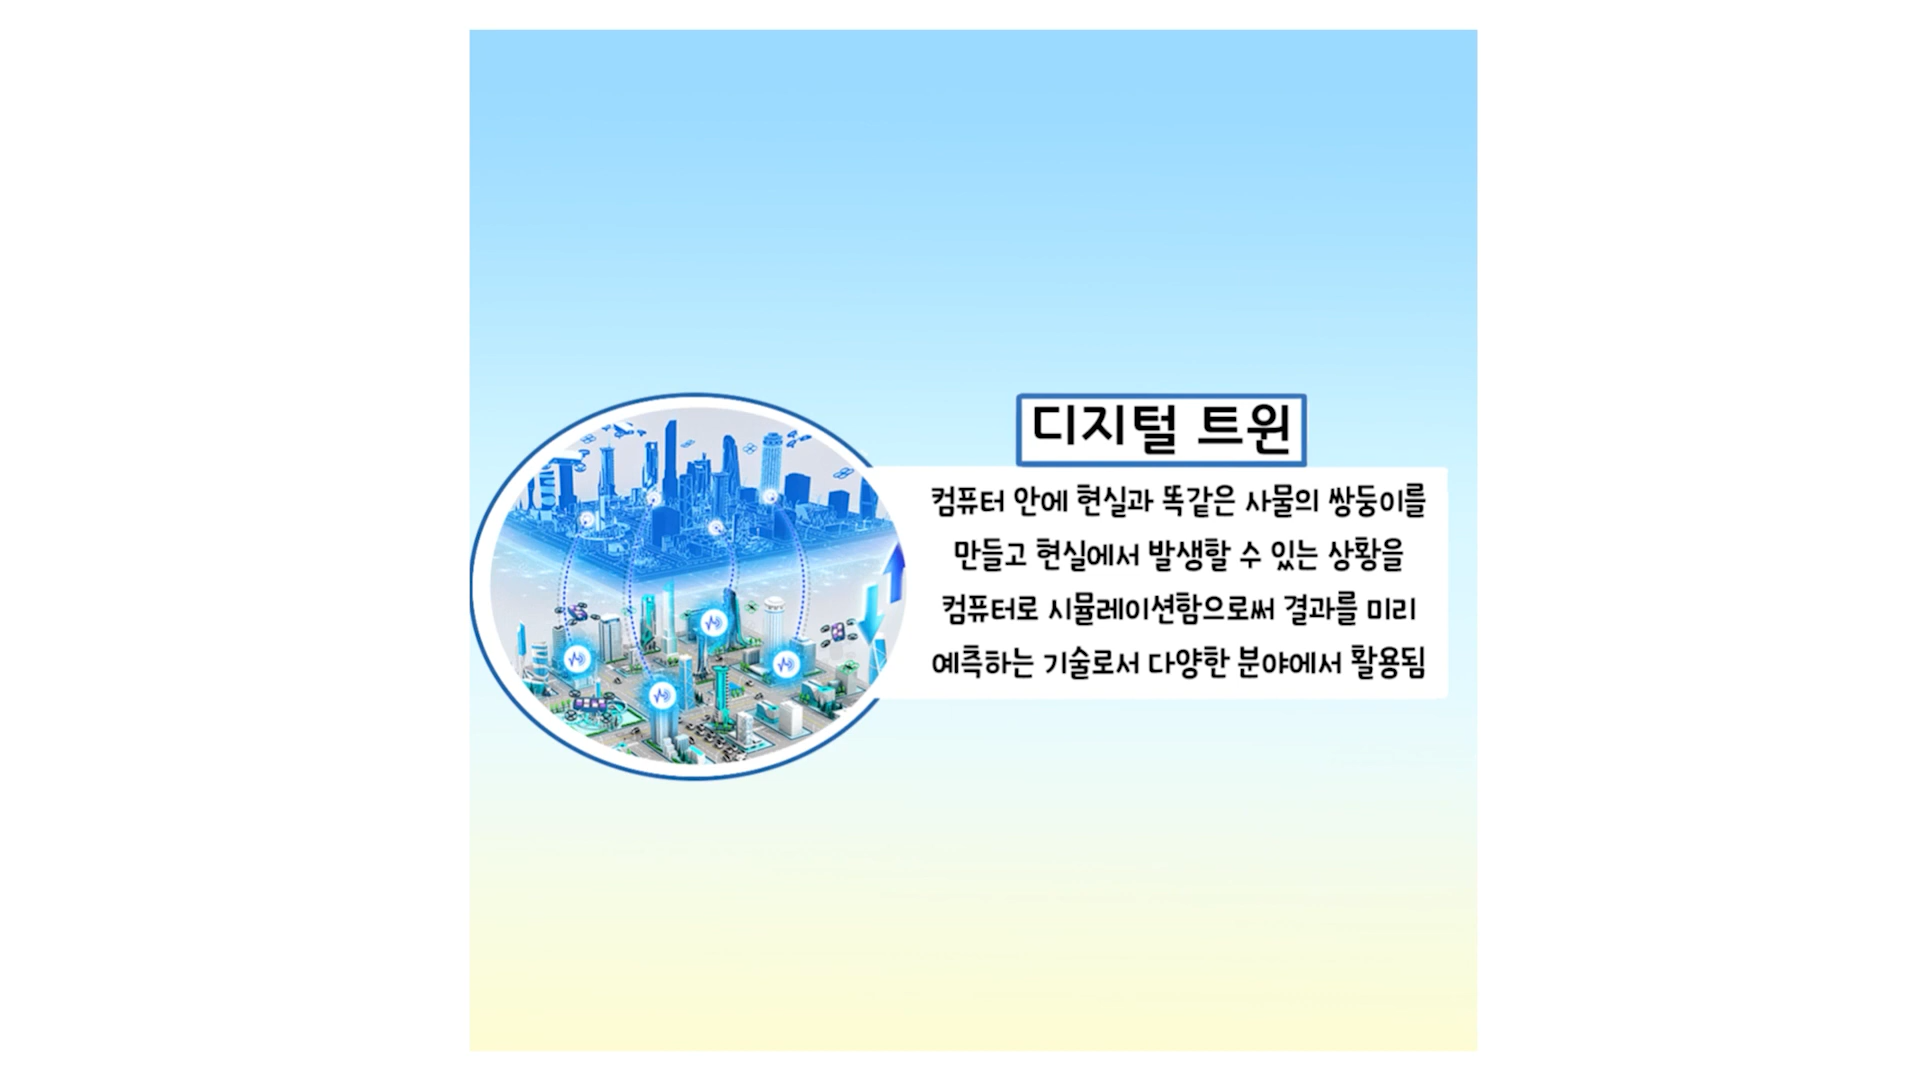 디지털 트윈
컴퓨터 안에 현실과 똑같은 사물의 쌍둥이를
만들고 현실에서 발생할 수 있는 상황을
컴퓨터로 시뮬레이션함으로써 결과를 미리
예측하는 기술로서 다양한 분야에서 활용됨